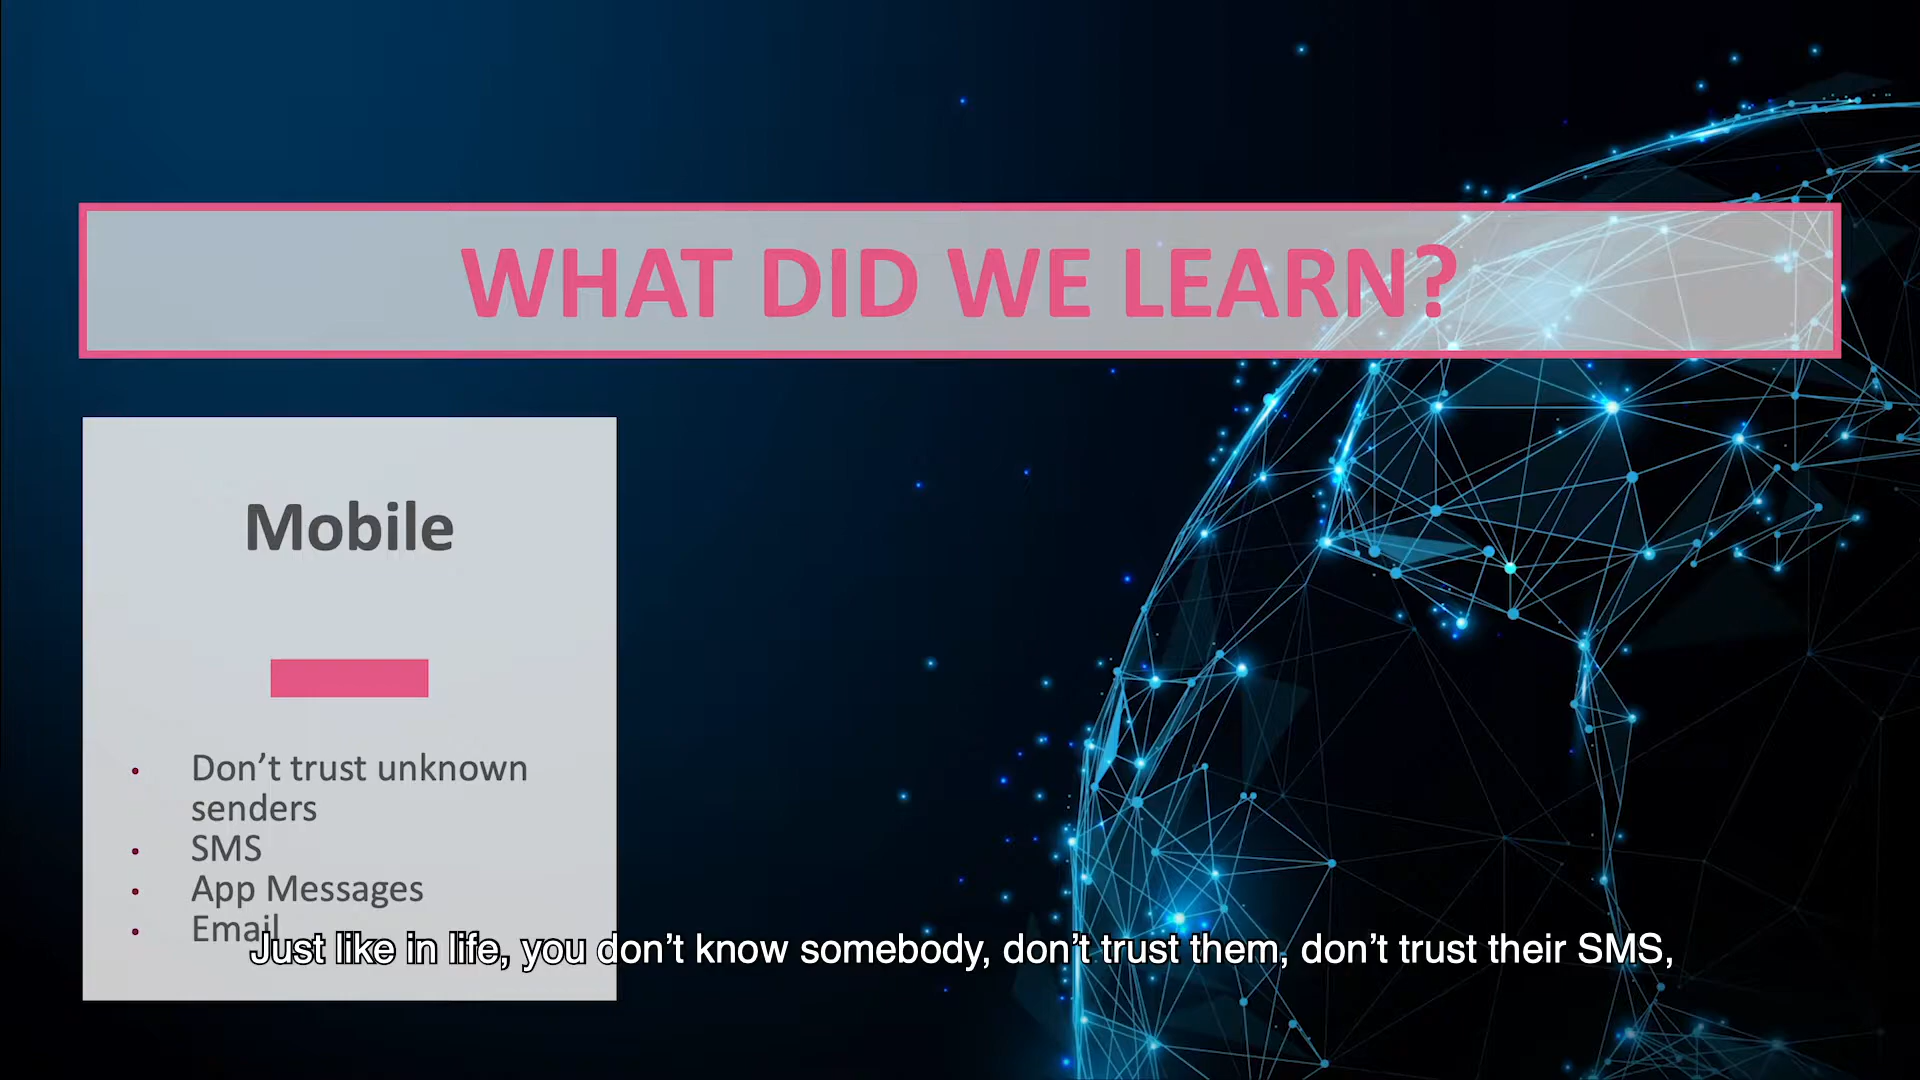 WHAT DID WE LEARN?
Mobile
• Don’t trust unknown
senders
• SMS
• App Messages
• Email
Just like in life, you don’t know somebody, don’t trust them, don’t trust their SMS,